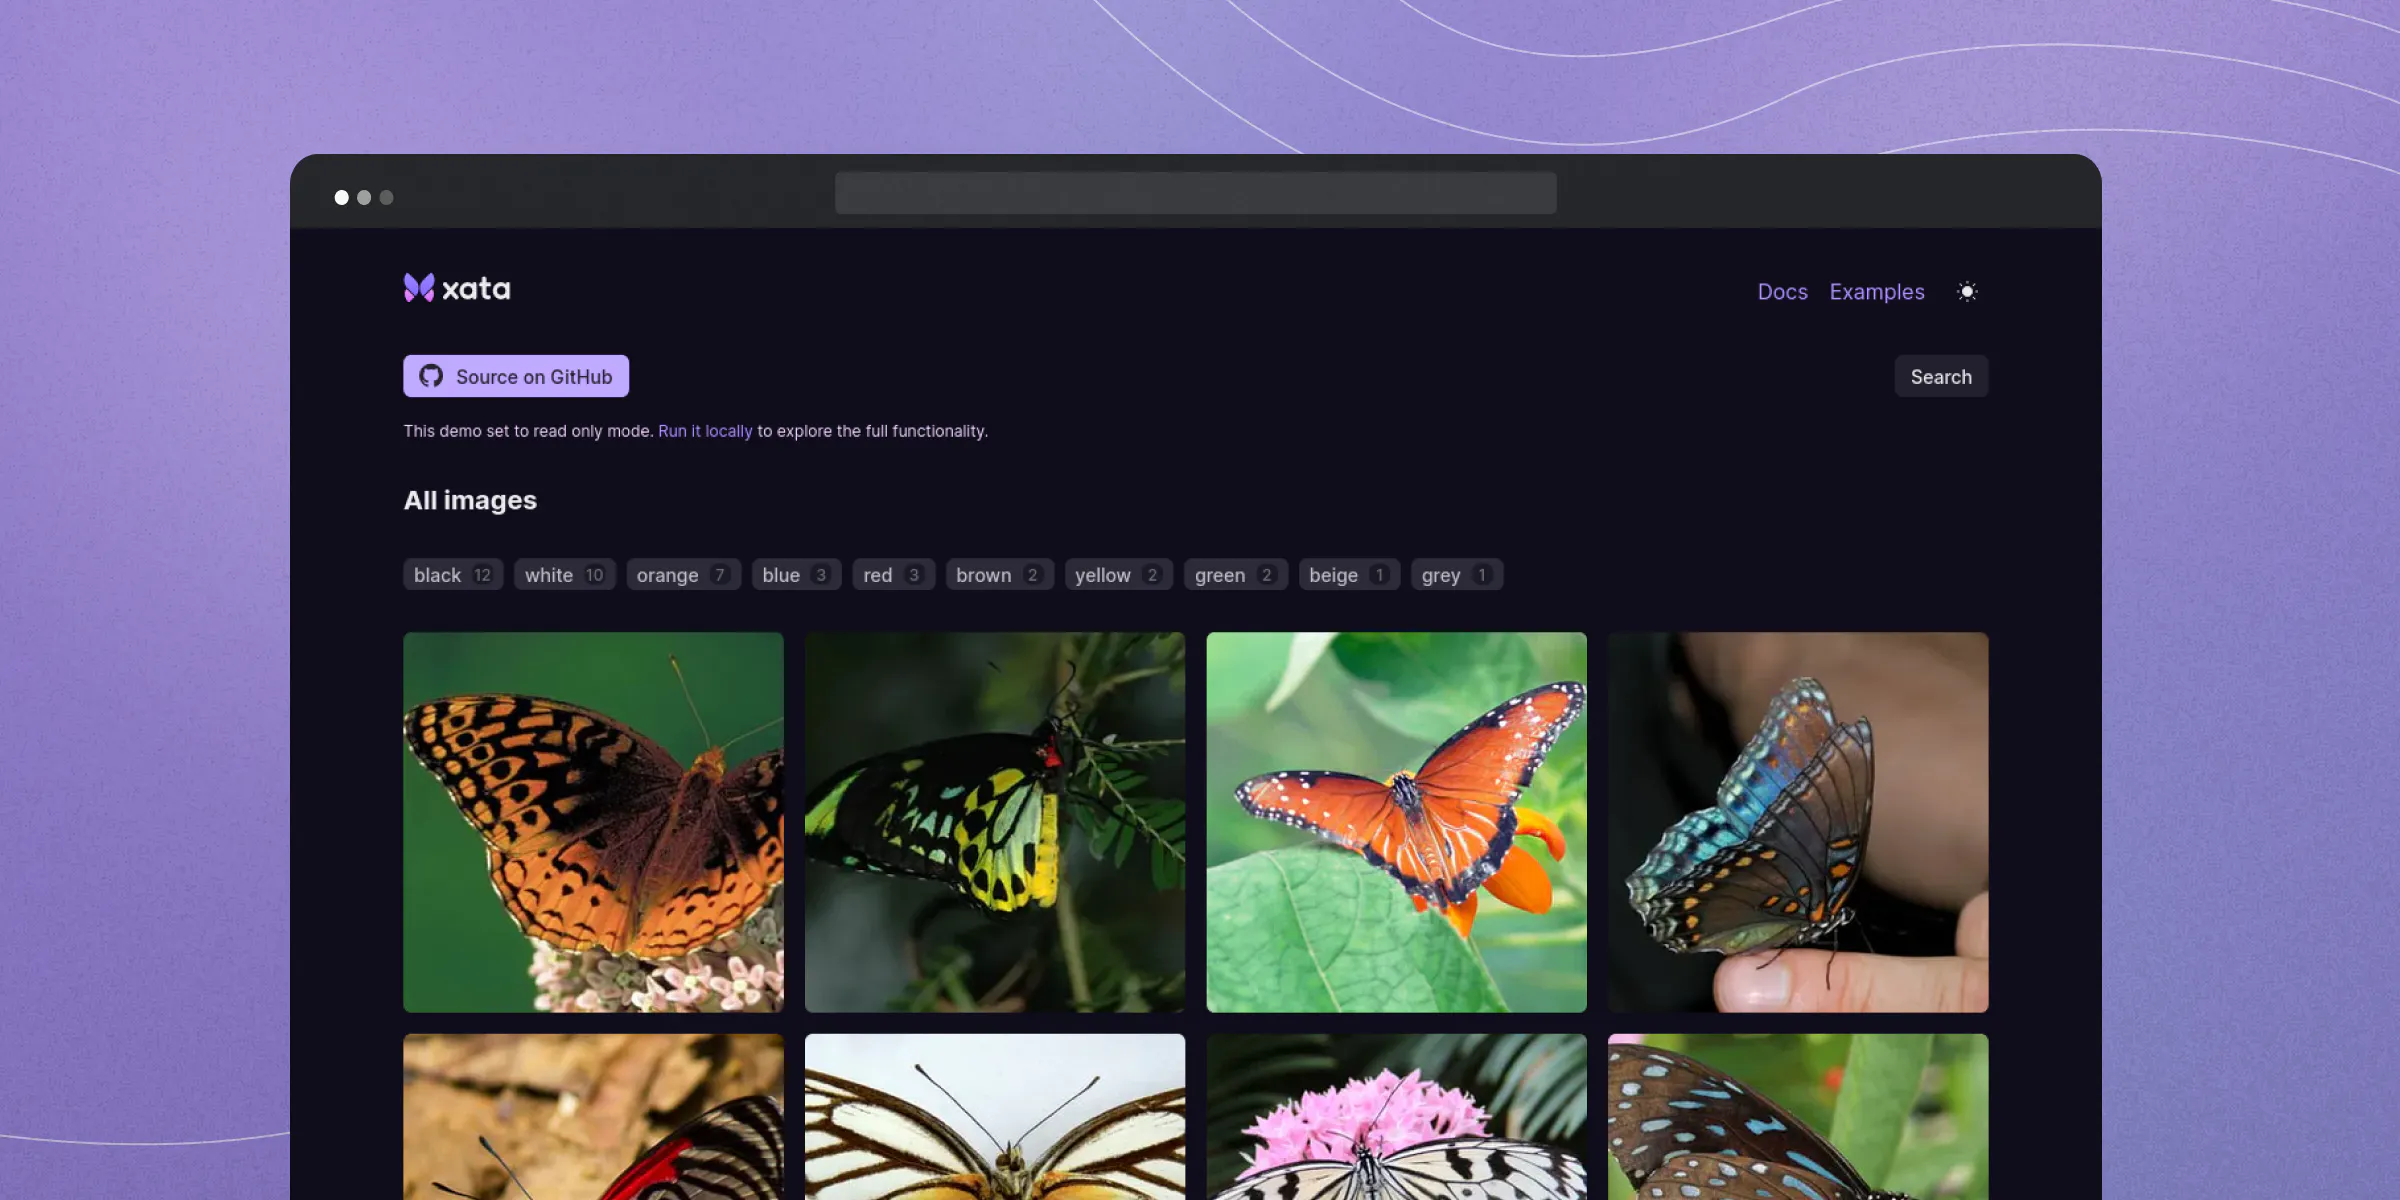 xata
Docs Examples
Source on GitHub
Search
This demo set to read only mode. Run it locally to explore the full functionality.
All images
black 12 white 10 orange 7 blue 3 red 3 brown 2 yellow 2 green 2 beige 1 grey 1